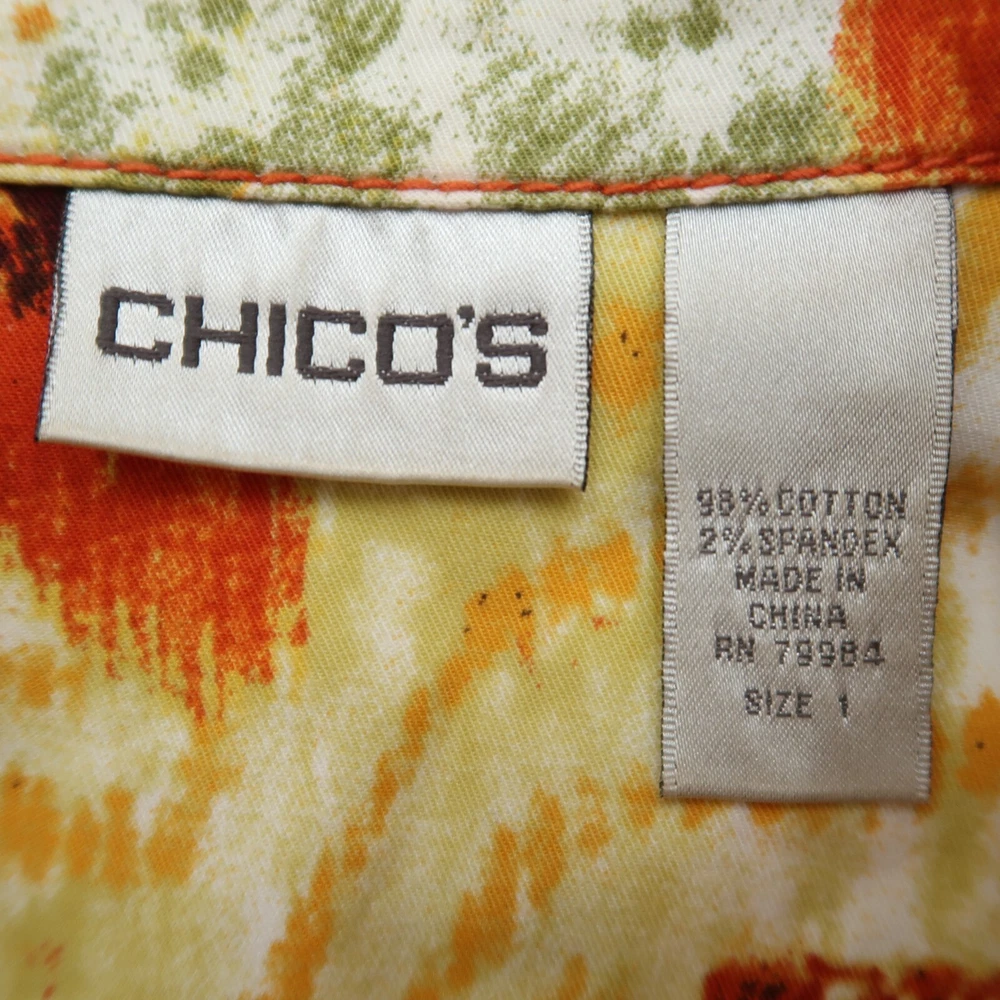 CHICO'S
98% COTTON
2% SPANDEX
MADE IN
CHINA
RN 79984
SIZE 1